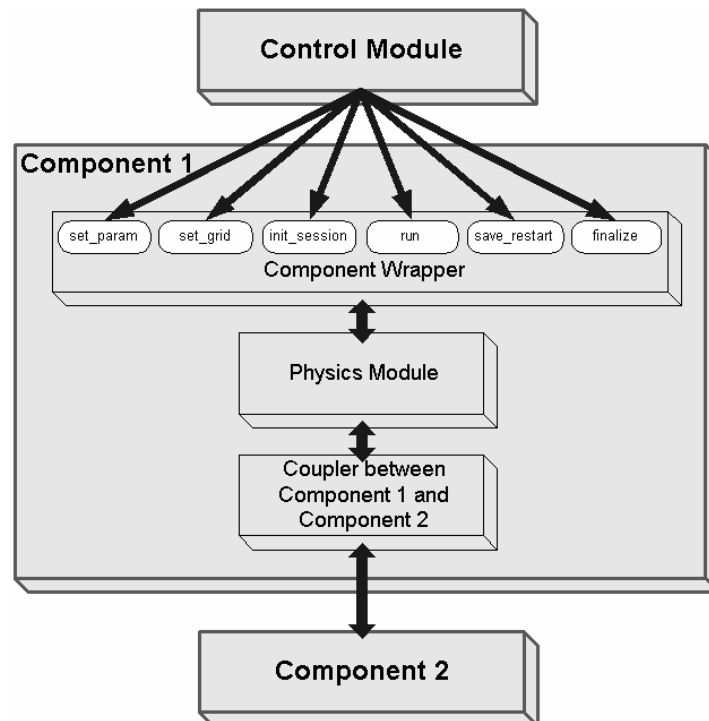 Control Module
Component 1
set_param set_grid init_session run save_restart finalize
Component Wrapper
Physics Module
Coupler between
Component 1 and
Component 2
Component 2